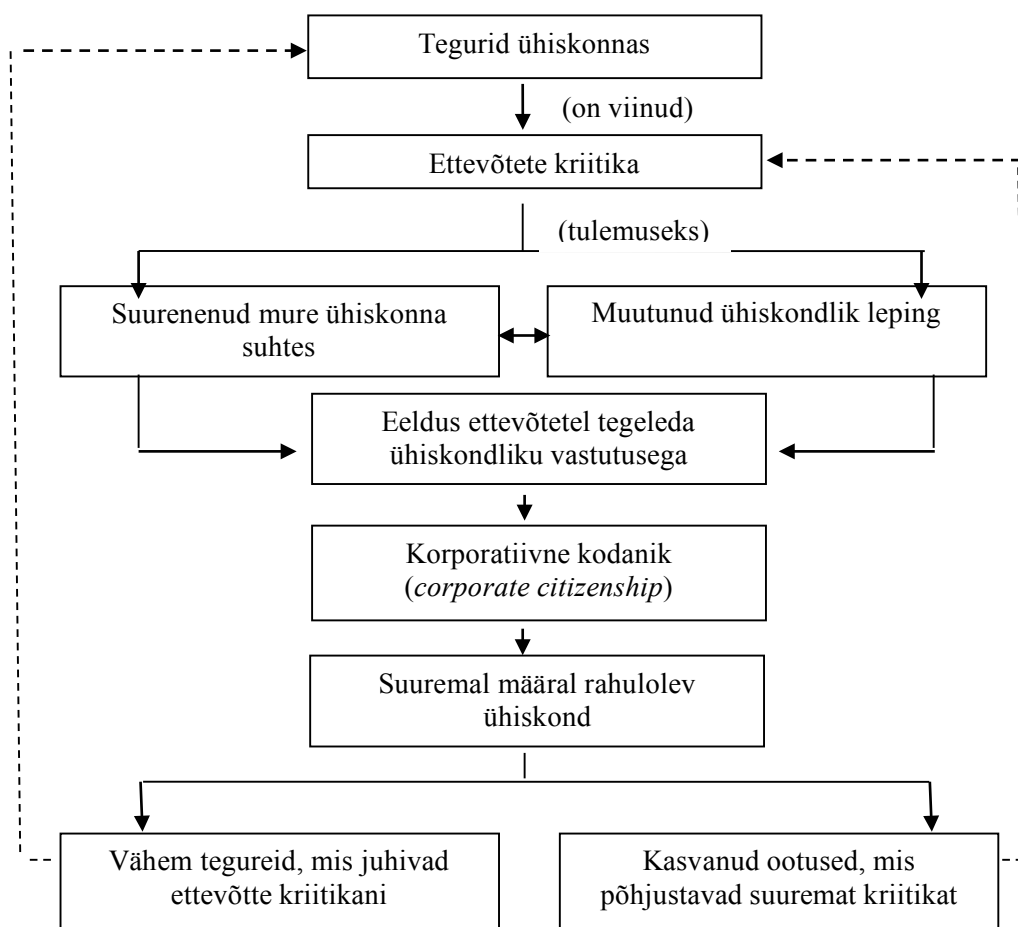 Tegurid ühiskonnas
(on viinud)
Ettevõtete kriitika
(tulemuseks)
Suurenenud mure ühiskonna
suhtes
Muutunud ühiskondlik leping
Eeldus ettevõtetel tegeleda
ühiskondliku vastutusega
Korporatiivne kodanik
(corporate citizenship)
Suuremal määral rahulolev
ühiskond
Vähem tegureid, mis juhivad
ettevõtte kriitikani
Kasvanud ootused, mis
põhjustavad suuremat kriitikat